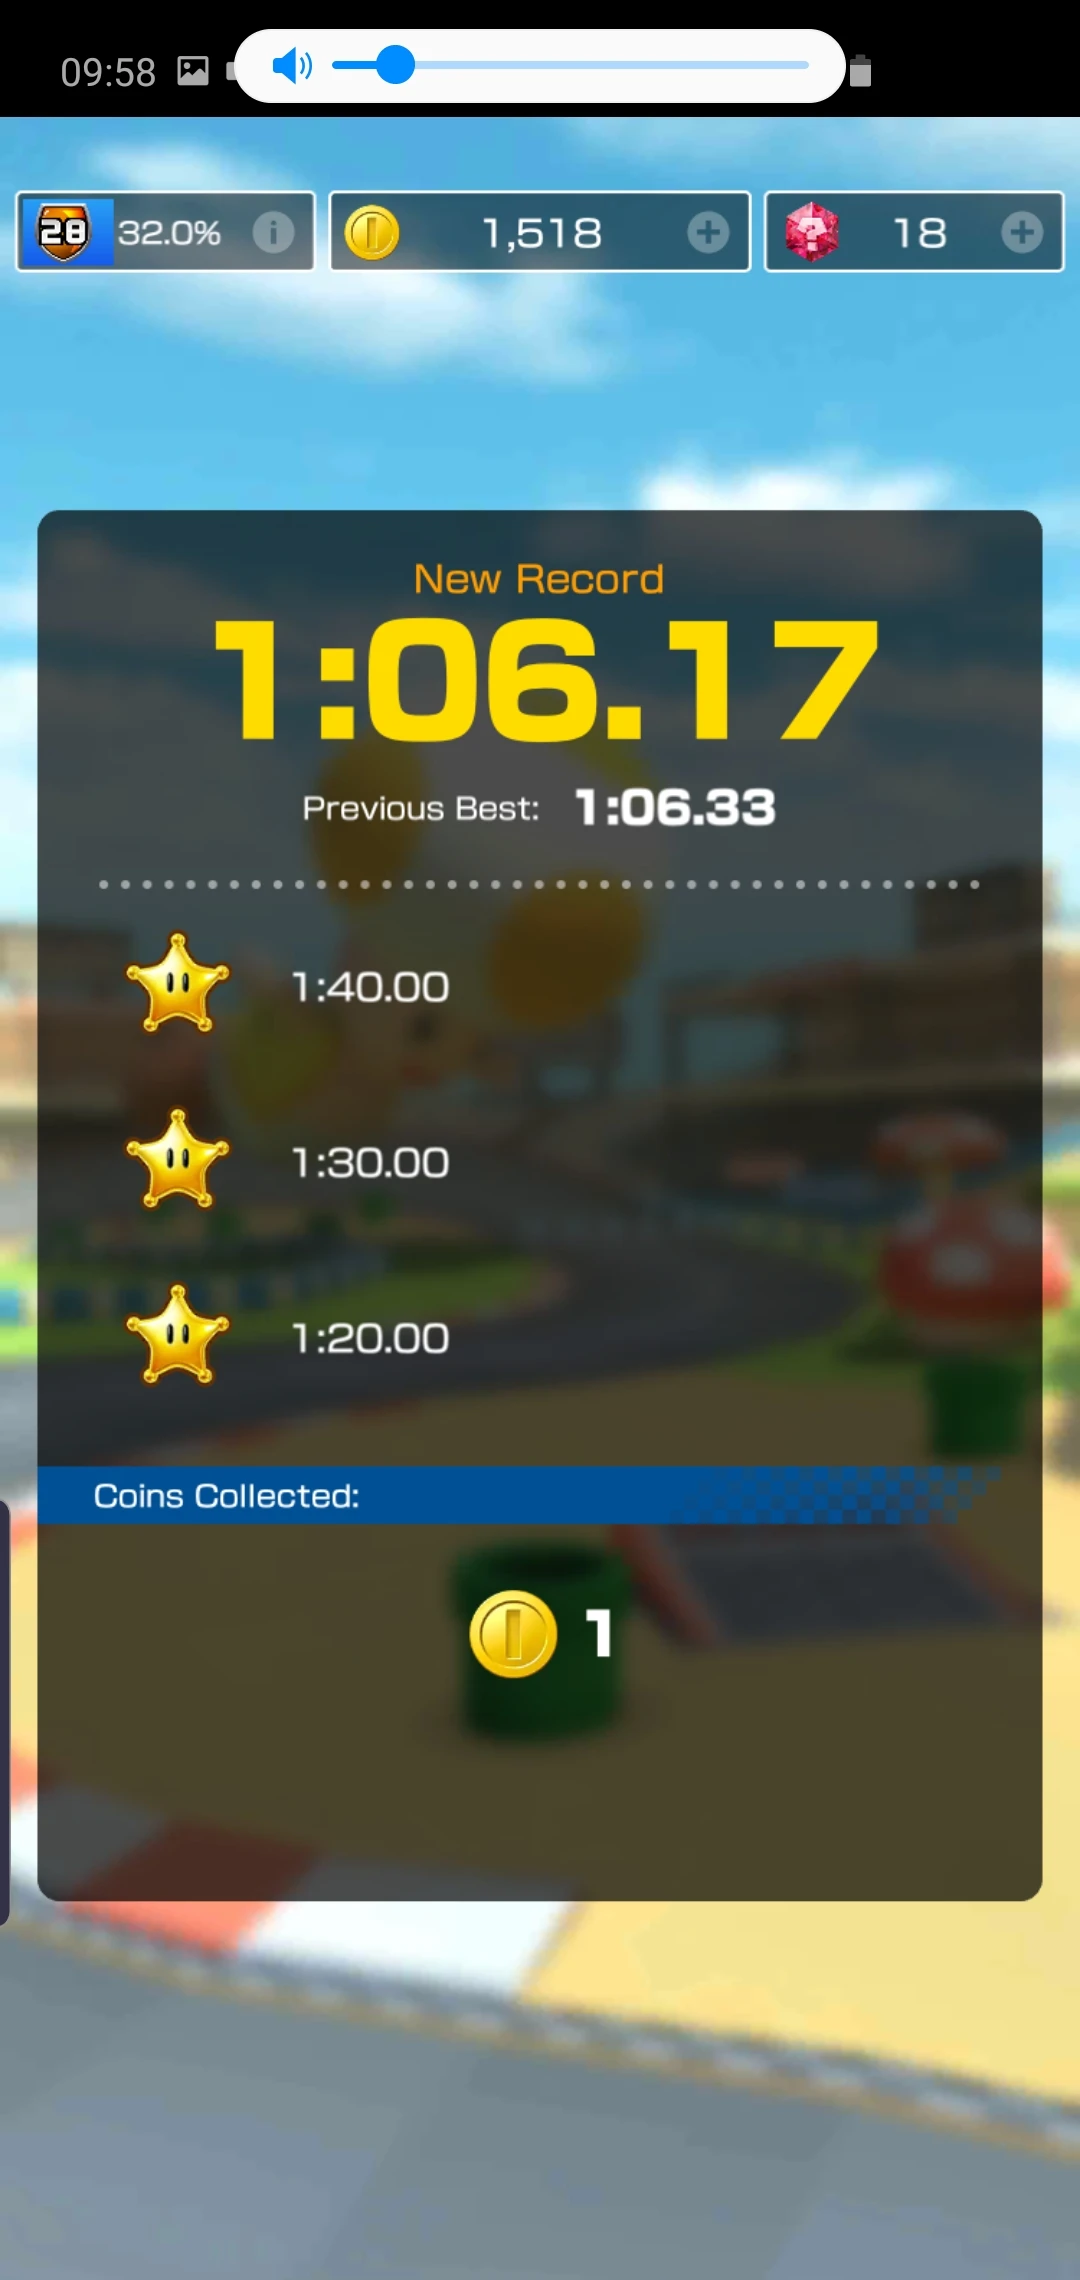 09:58
28 32.0% i 1,518 + 18 +
New Record
1:06.17
Previous Best: 1:06.33
1:40.00
1:30.00
1:20.00
Coins Collected:
1